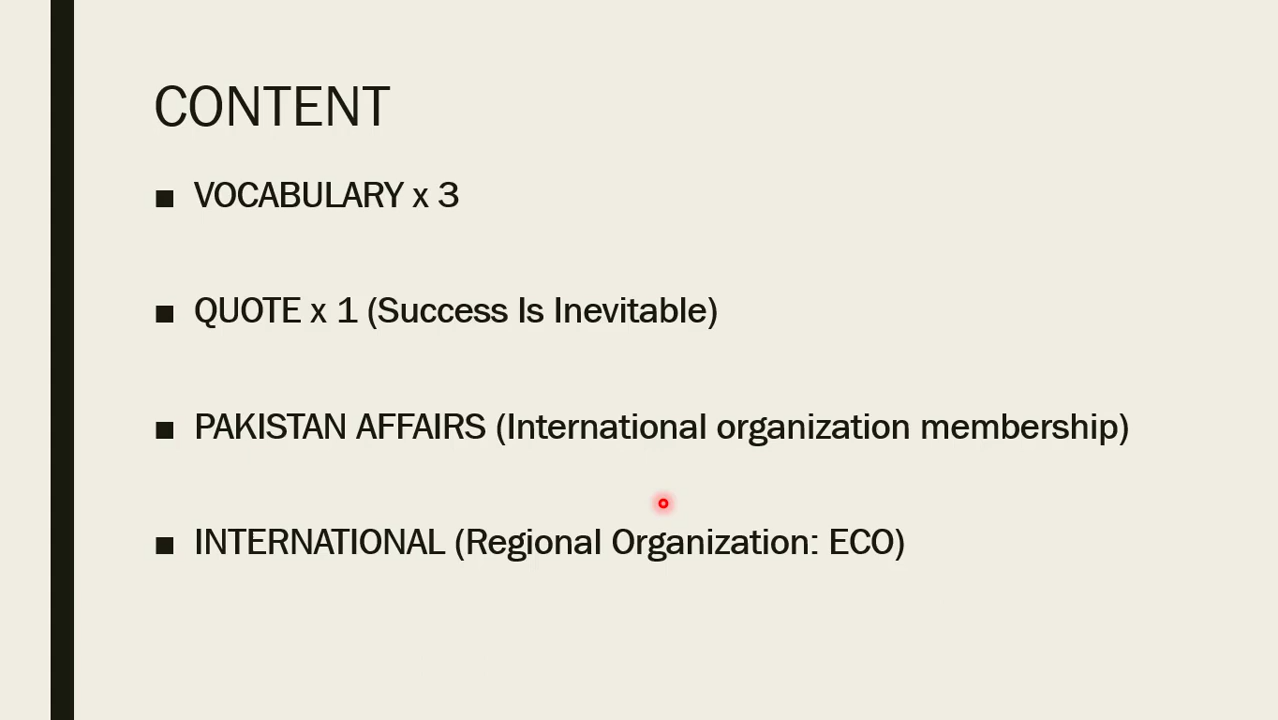 CONTENT
■ VOCABULARY x 3
■ QUOTE x 1 (Success Is Inevitable)
■ PAKISTAN AFFAIRS (International organization membership)
■ INTERNATIONAL (Regional Organization: ECO)